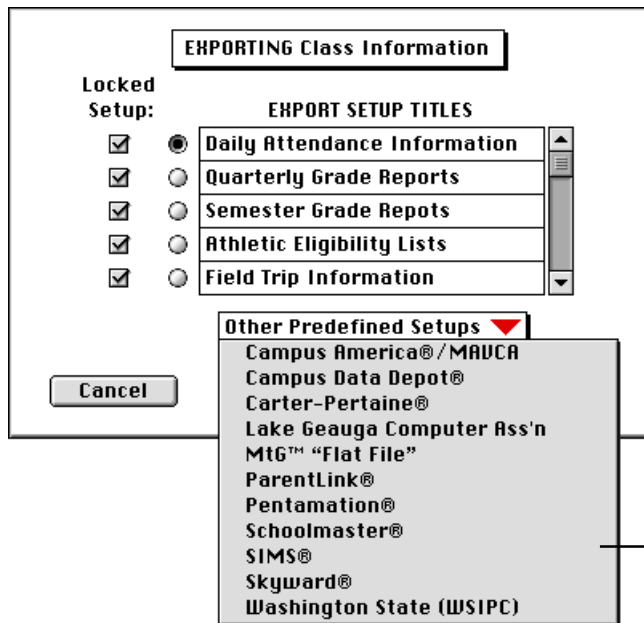 EXPORTING Class Information
Locked
Setup:
EXPORT SETUP TITLES
Daily Attendance Information
Quarterly Grade Reports
Semester Grade Repots
Athletic Eligibility Lists
Field Trip Information
Other Predefined Setups
Campus America®/MAVCA
Campus Data Depot®
Carter-Pertaine®
Lake Geauga Computer Ass'n
MtG™ “Flat File”
ParentLink®
Pentamation®
Schoolmaster®
SIMS®
Skyward®
Washington State (WSIPC)
Cancel